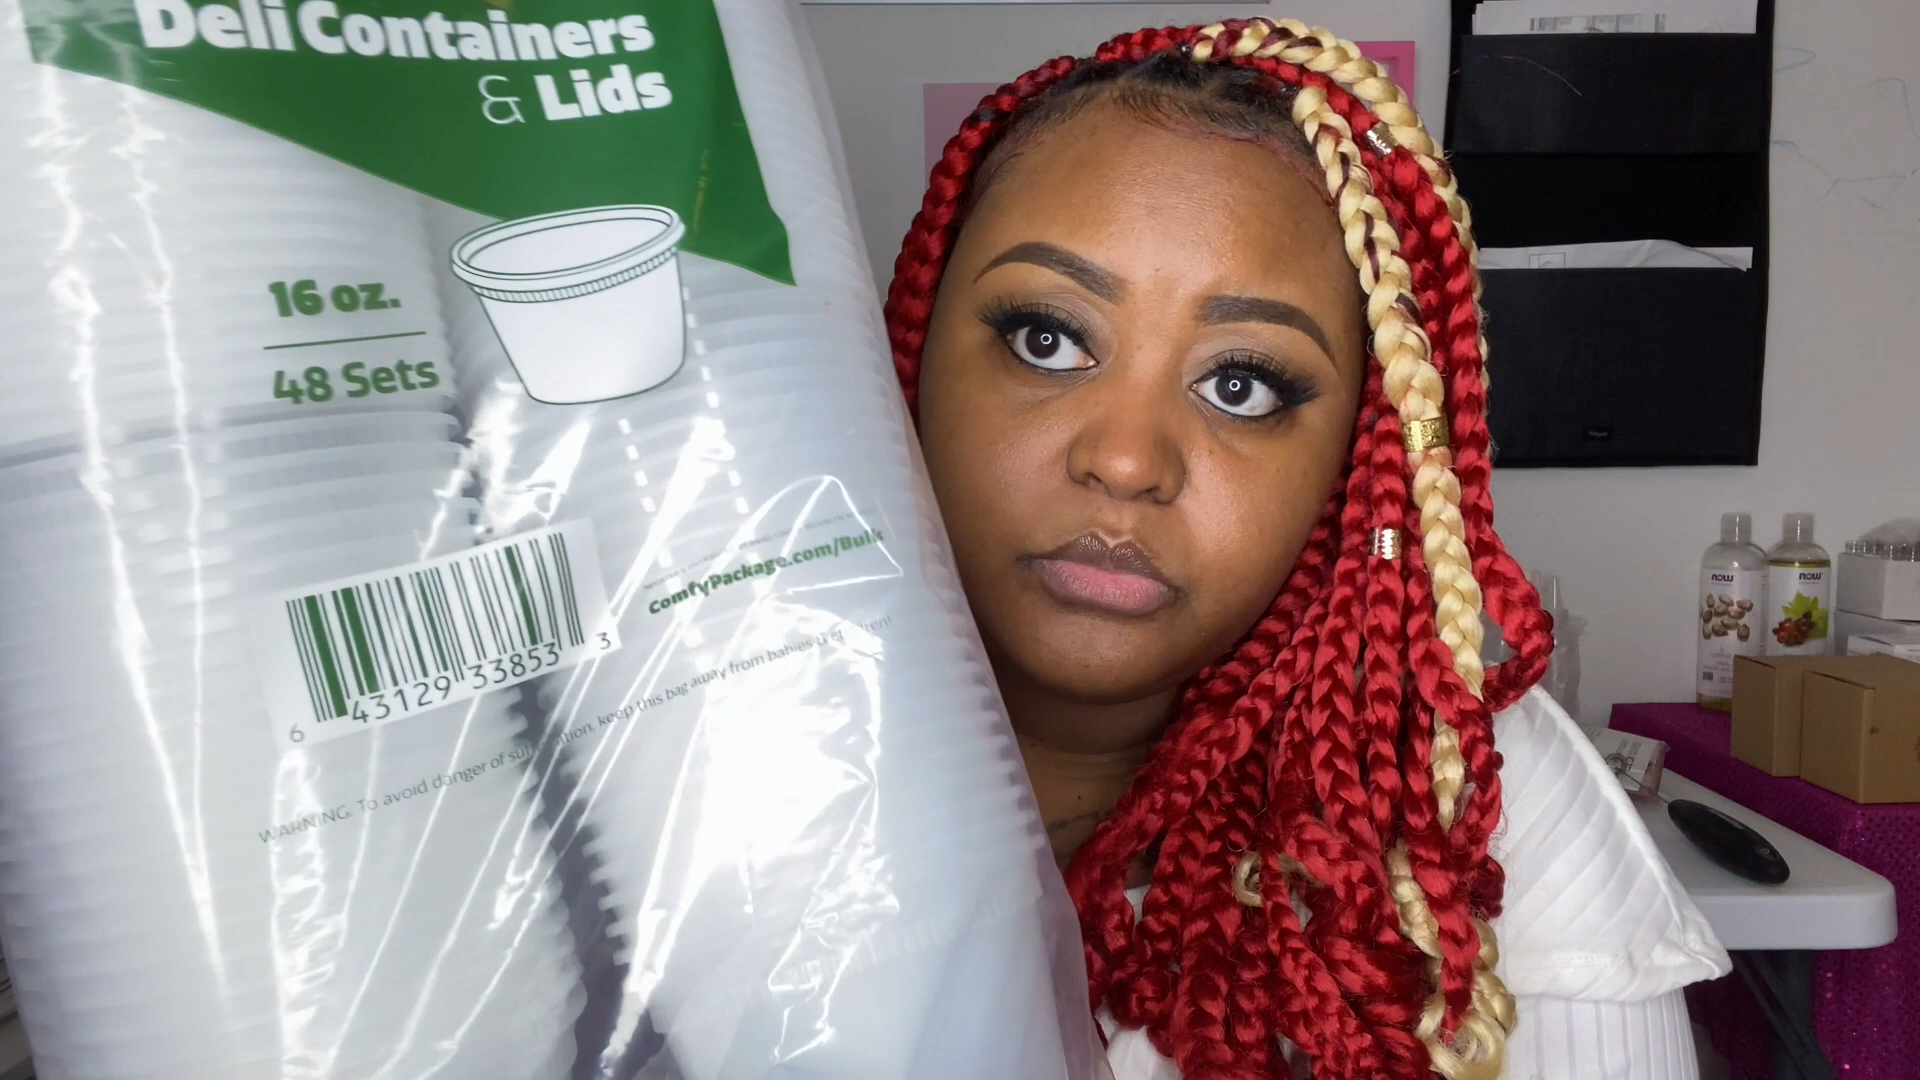 Deli Containers
& Lids
16 oz.
48 Sets
ComfyPackage.com/Bulk
6 43129 33853 3
WARNING: To avoid danger of suffocation, keep this bag away from babies & children!
now
now